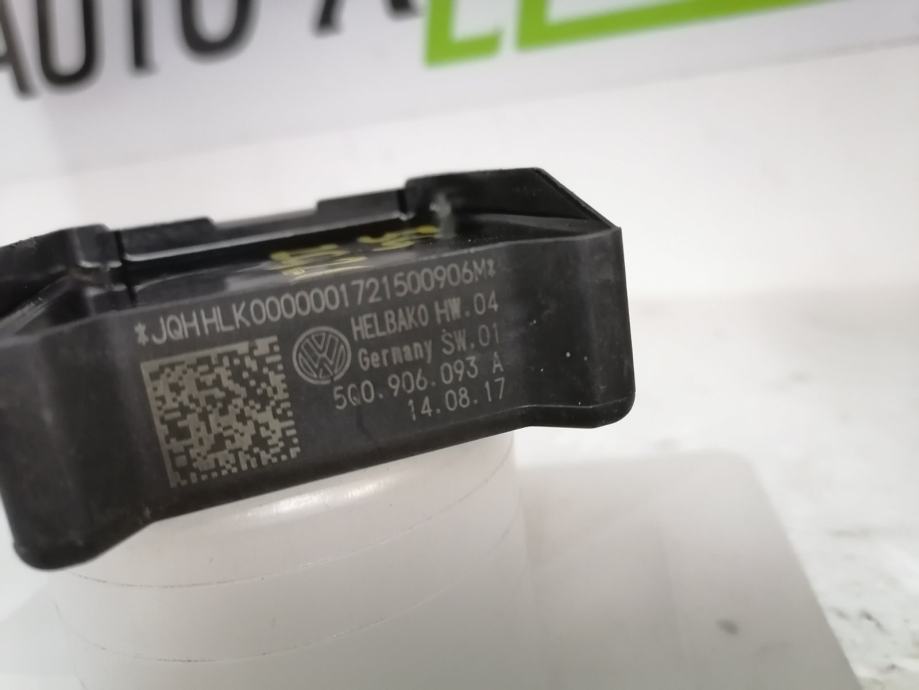 AUTO
*JQHHLK0000001721500906M*
HELBAKO HW.04
Germany SW.01
5Q0.906.093 A
14.08.17